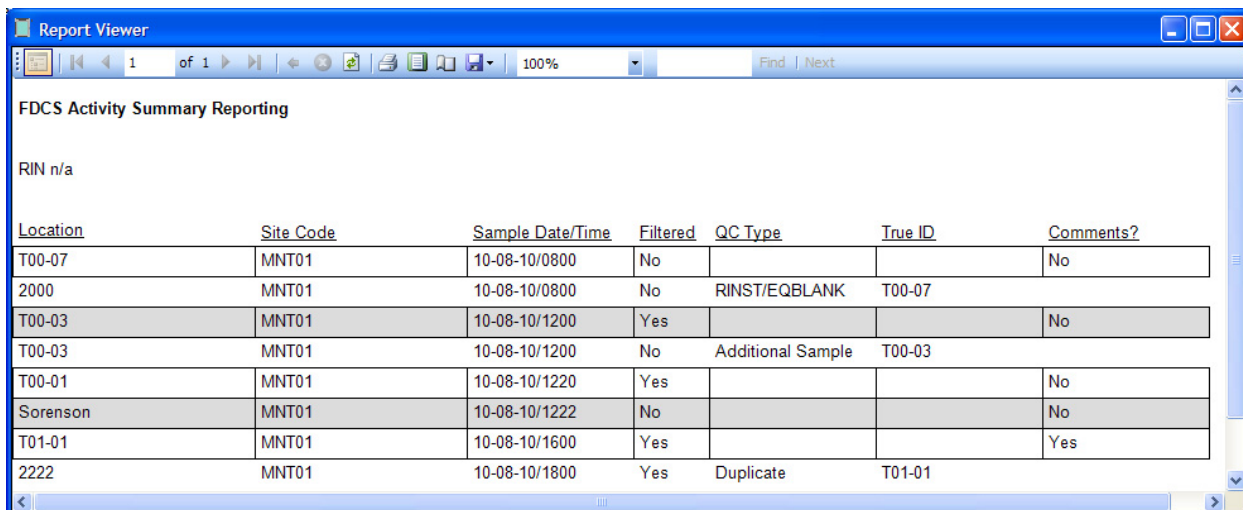 Report Viewer
1 of 1 100% Find | Next
FDCS Activity Summary Reporting
RIN n/a
Location Site Code Sample Date/Time Filtered QC Type True ID Comments?
T00-07 MNT01 10-08-10/0800 No No
2000 MNT01 10-08-10/0800 No RINST/EQBLANK T00-07
T00-03 MNT01 10-08-10/1200 Yes No
T00-03 MNT01 10-08-10/1200 No Additional Sample T00-03
T00-01 MNT01 10-08-10/1220 Yes No
Sorenson MNT01 10-08-10/1222 No No
T01-01 MNT01 10-08-10/1600 Yes Yes
2222 MNT01 10-08-10/1800 Yes Duplicate T01-01